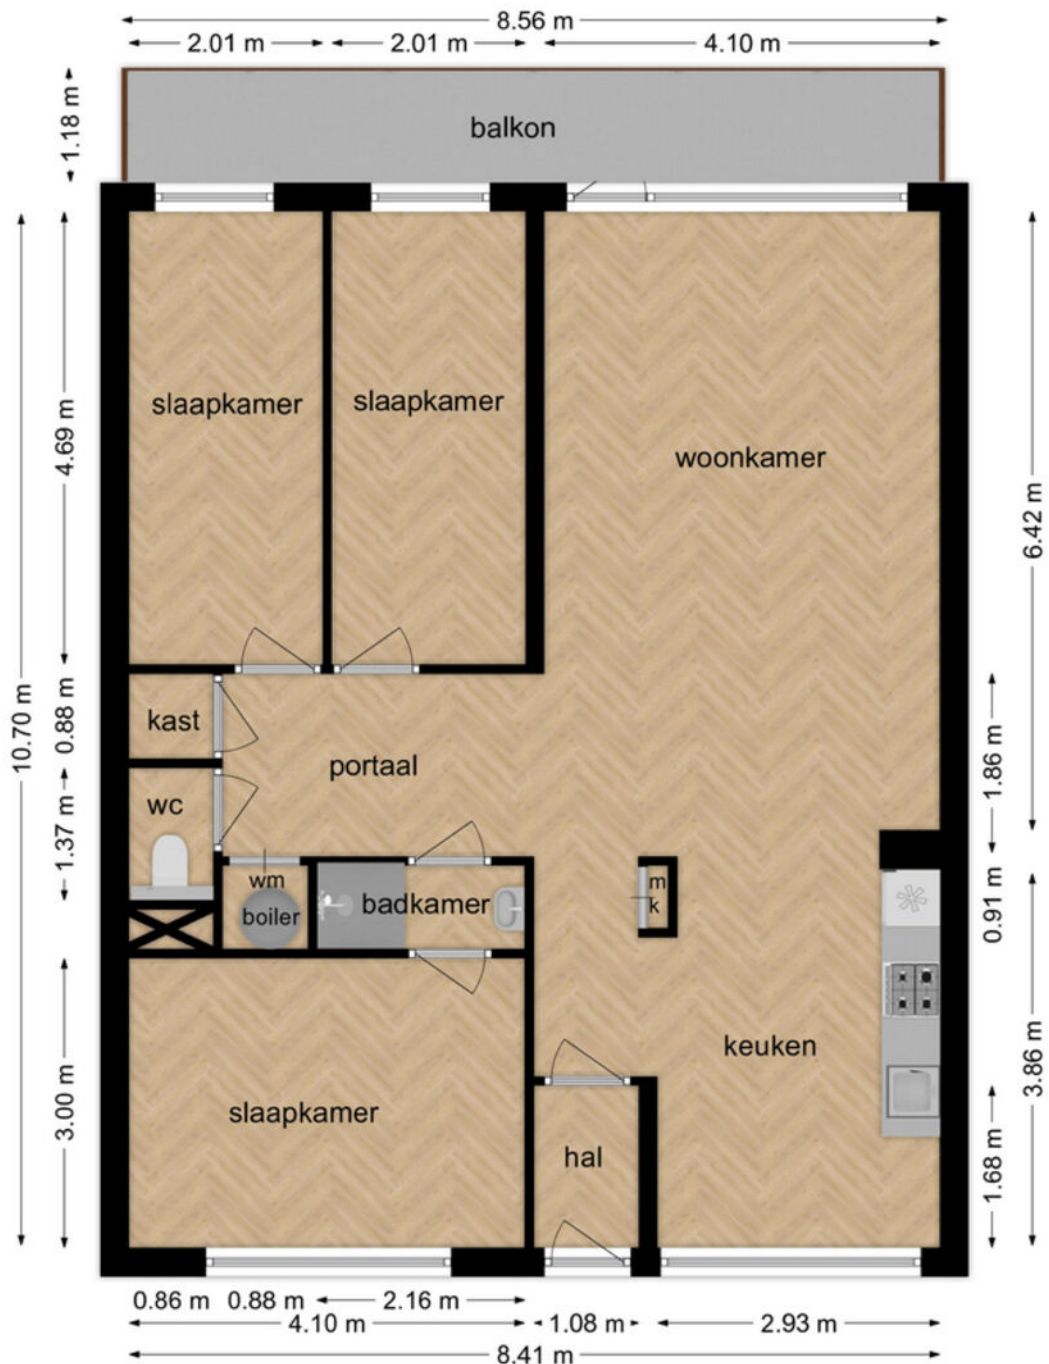 8.56 m
2.01 m
2.01 m
4.10 m
1.18 m
balkon
4.69 m
10.70 m
slaapkamer
slaapkamer
woonkamer
6.42 m
0.88 m
kast
portaal
1.86 m
1.37 m
wc
wm
boiler
badkamer
m
k
0.91 m
3.00 m
slaapkamer
keuken
3.86 m
hal
1.68 m
0.86 m
0.88 m
2.16 m
4.10 m
1.08 m
2.93 m
8.41 m